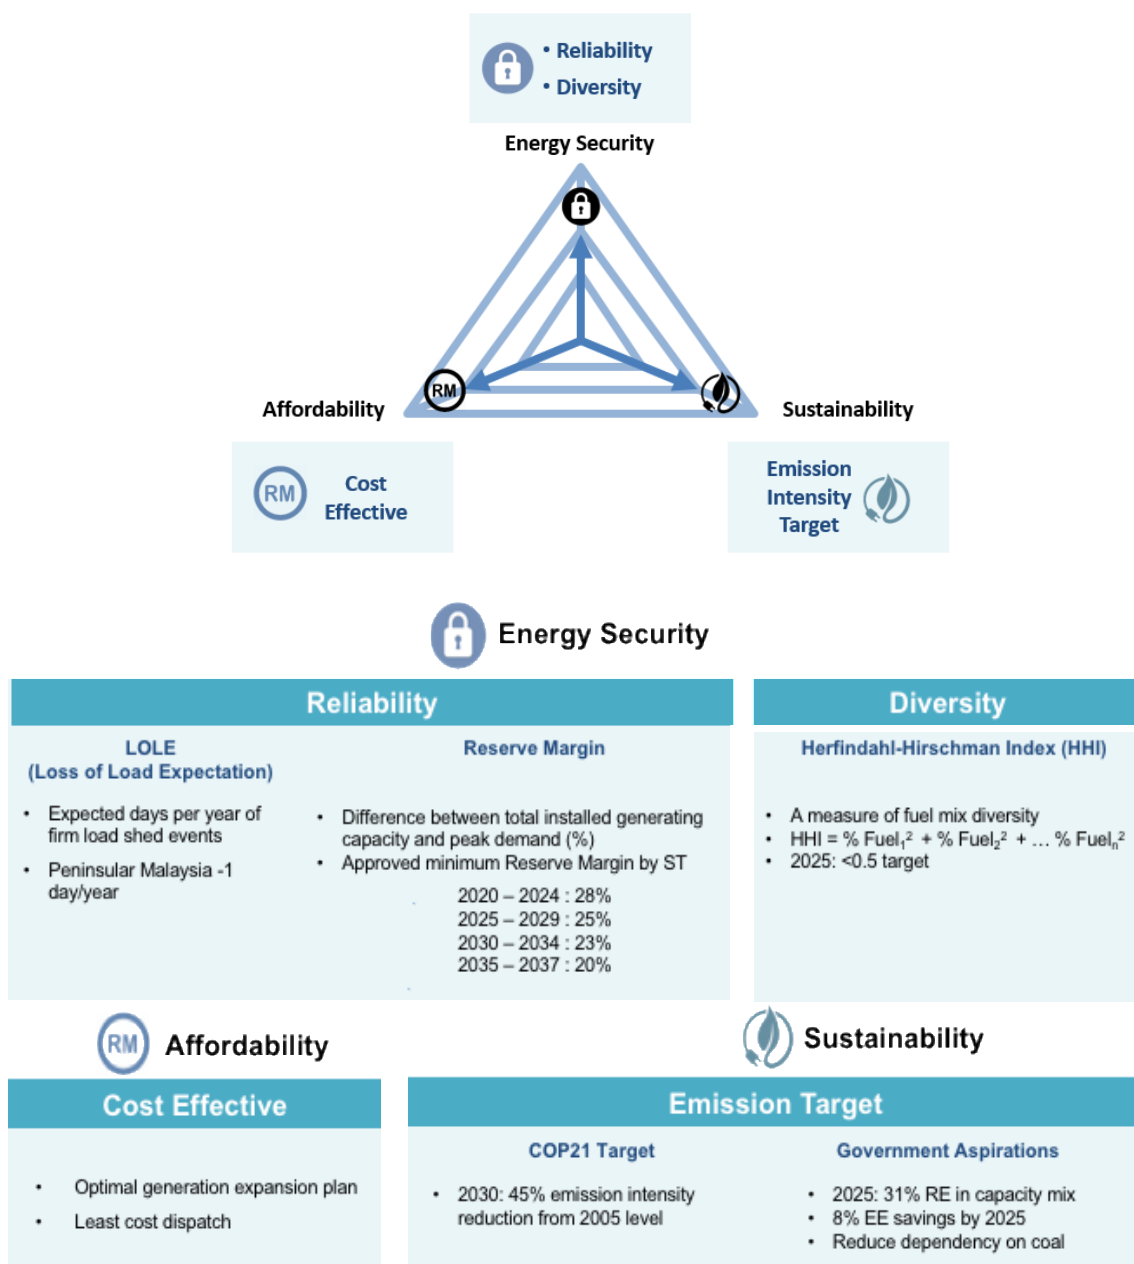 • Reliability
• Diversity
Energy Security
RM
Affordability
Sustainability
RM
Cost
Effective
Emission
Intensity
Target
Energy Security
Reliability
LOLE
(Loss of Load Expectation)
• Expected days per year of
firm load shed events
• Peninsular Malaysia -1
day/year
Reserve Margin
• Difference between total installed generating
capacity and peak demand (%)
• Approved minimum Reserve Margin by ST
2020 – 2024 : 28%
2025 – 2029 : 25%
2030 – 2034 : 23%
2035 – 2037 : 20%
Diversity
Herfindahl-Hirschman Index (HHI)
• A measure of fuel mix diversity
• HHI = % Fuel₁² + % Fuel₂² + … % Fuelₙ²
• 2025: <0.5 target
RM
Affordability
Cost Effective
• Optimal generation expansion plan
• Least cost dispatch
Sustainability
Emission Target
COP21 Target
• 2030: 45% emission intensity
reduction from 2005 level
Government Aspirations
• 2025: 31% RE in capacity mix
• 8% EE savings by 2025
• Reduce dependency on coal